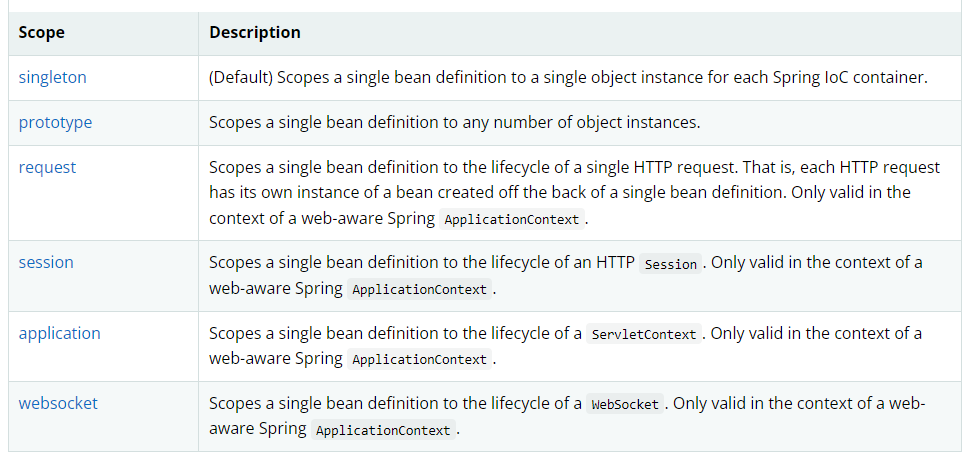 Scope Description
singleton (Default) Scopes a single bean definition to a single object instance for each Spring IoC container.
prototype Scopes a single bean definition to any number of object instances.
request Scopes a single bean definition to the lifecycle of a single HTTP request. That is, each HTTP request
has its own instance of a bean created off the back of a single bean definition. Only valid in the
context of a web-aware Spring ApplicationContext.
session Scopes a single bean definition to the lifecycle of an HTTP Session. Only valid in the context of a
web-aware Spring ApplicationContext.
application Scopes a single bean definition to the lifecycle of a ServletContext. Only valid in the context of a
web-aware Spring ApplicationContext.
websocket Scopes a single bean definition to the lifecycle of a WebSocket. Only valid in the context of a web-
aware Spring ApplicationContext.